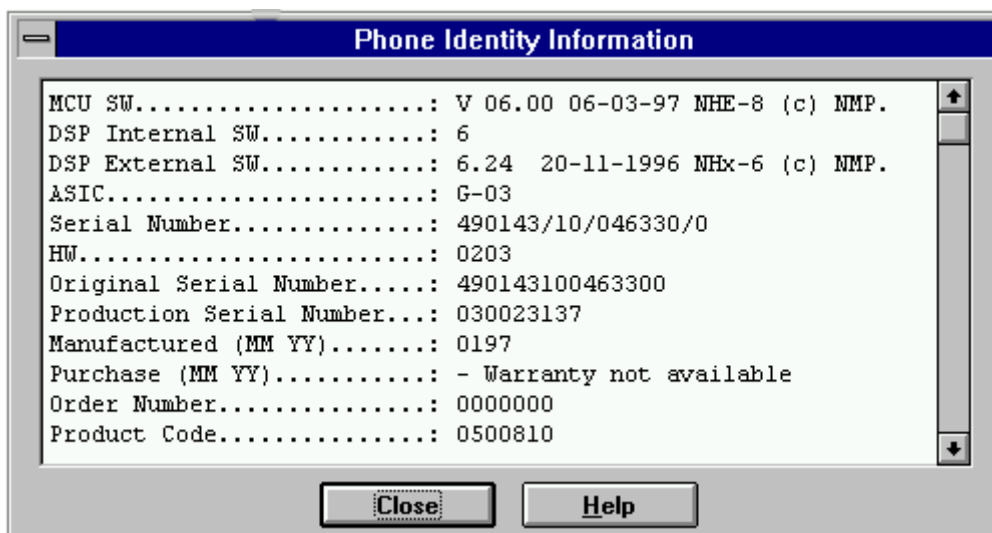 Phone Identity Information
MCU SW.....................: V 06.00 06-03-97 NHE-8 (c) NMP.
DSP Internal SW............: 6
DSP External SW............: 6.24  20-11-1996 NHx-6 (c) NMP.
ASIC.......................: G-03
Serial Number..............: 490143/10/046330/0
HW.........................: 0203
Original Serial Number.....: 490143100463300
Production Serial Number...: 030023137
Manufactured (MM YY).......: 0197
Purchase (MM YY)...........: - Warranty not available
Order Number...............: 0000000
Product Code...............: 0500810
Close Help